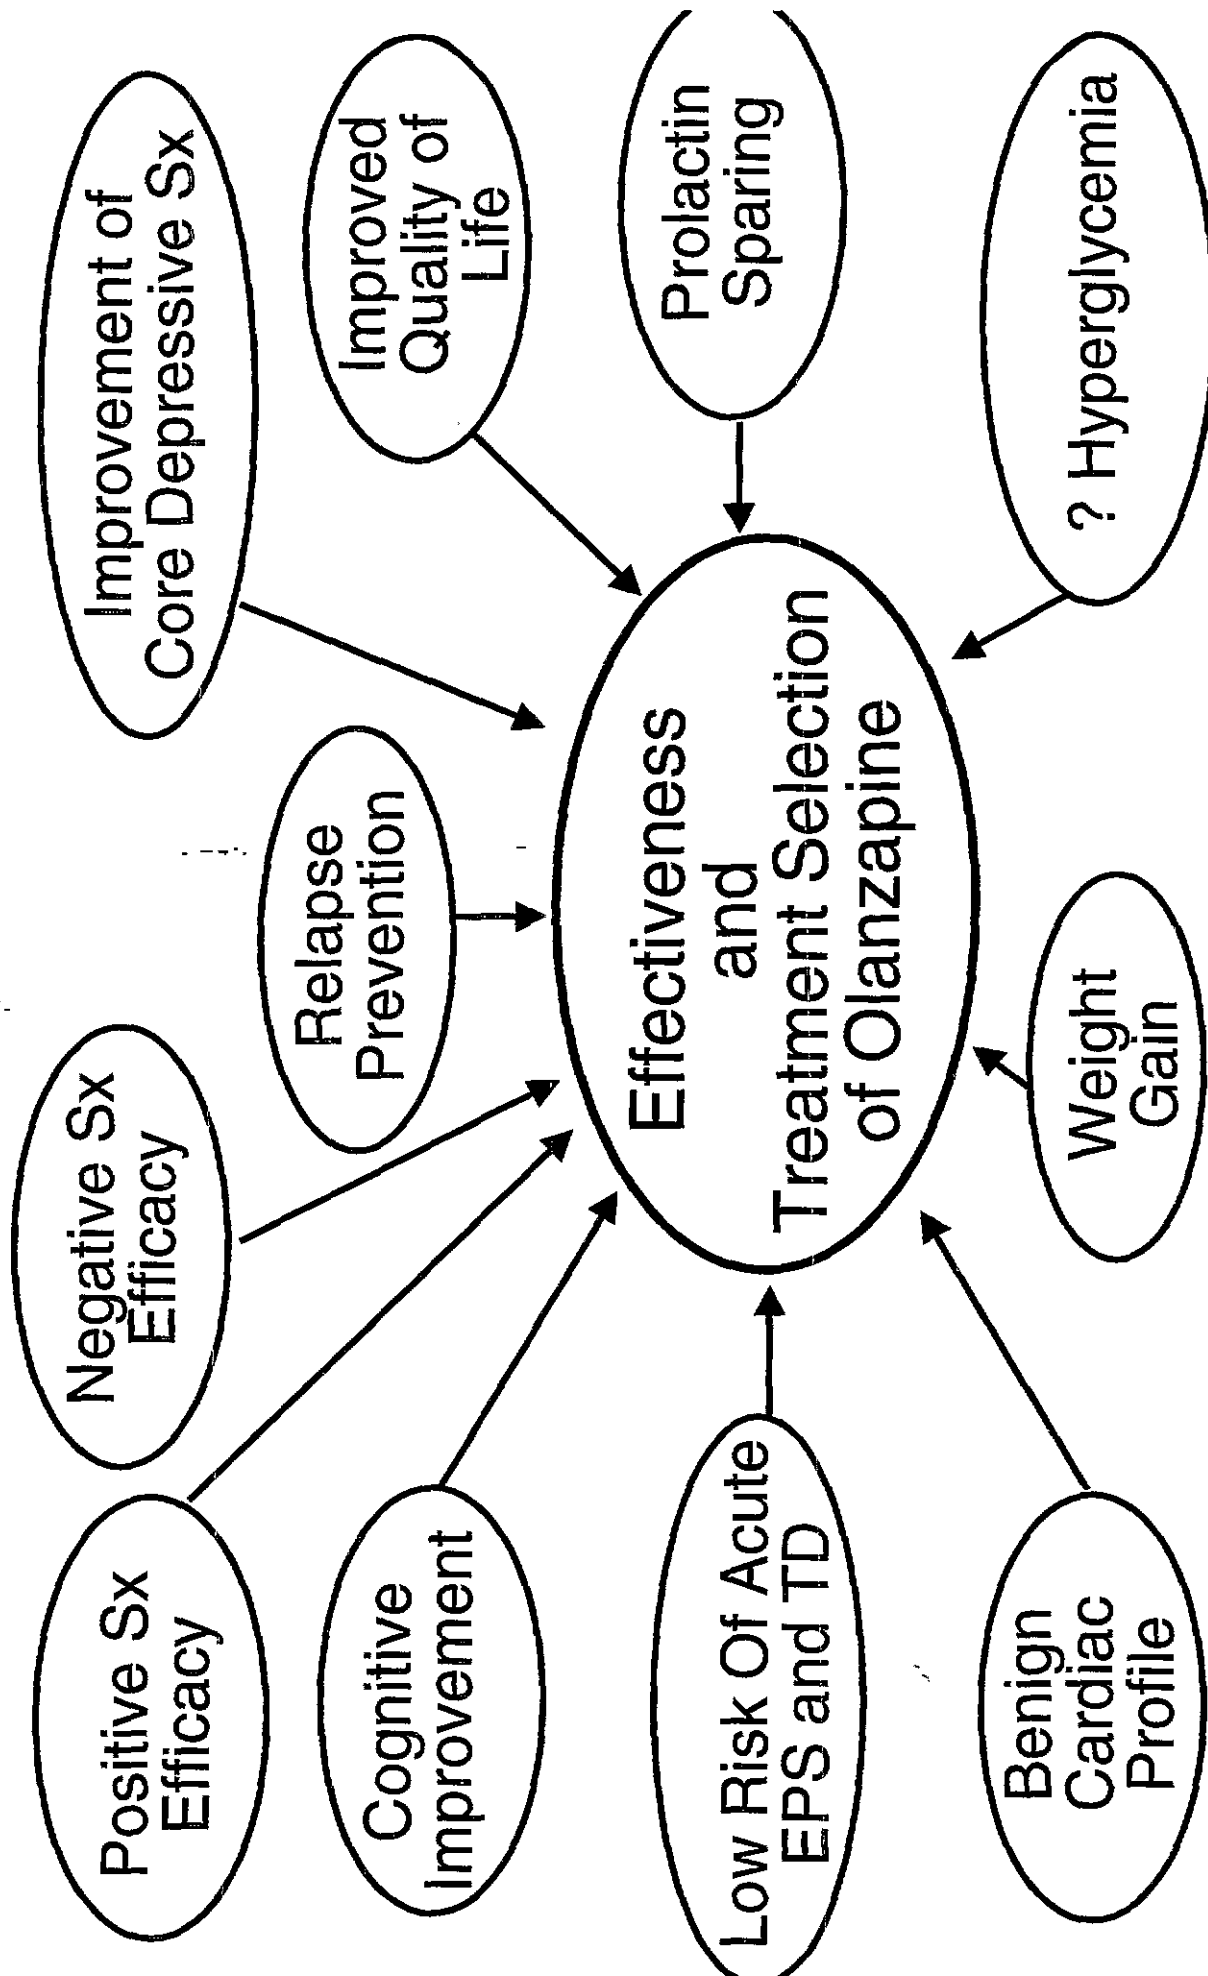 Positive Sx
Efficacy
Negative Sx
Efficacy
Improvement of
Core Depressive Sx
Relapse
Prevention
Improved
Quality of
Life
Cognitive
Improvement
Effectiveness
and
Treatment Selection
of Olanzapine
Prolactin
Sparing
Low Risk Of Acute
EPS and TD
Benign
Cardiac
Profile
Weight
Gain
? Hyperglycemia